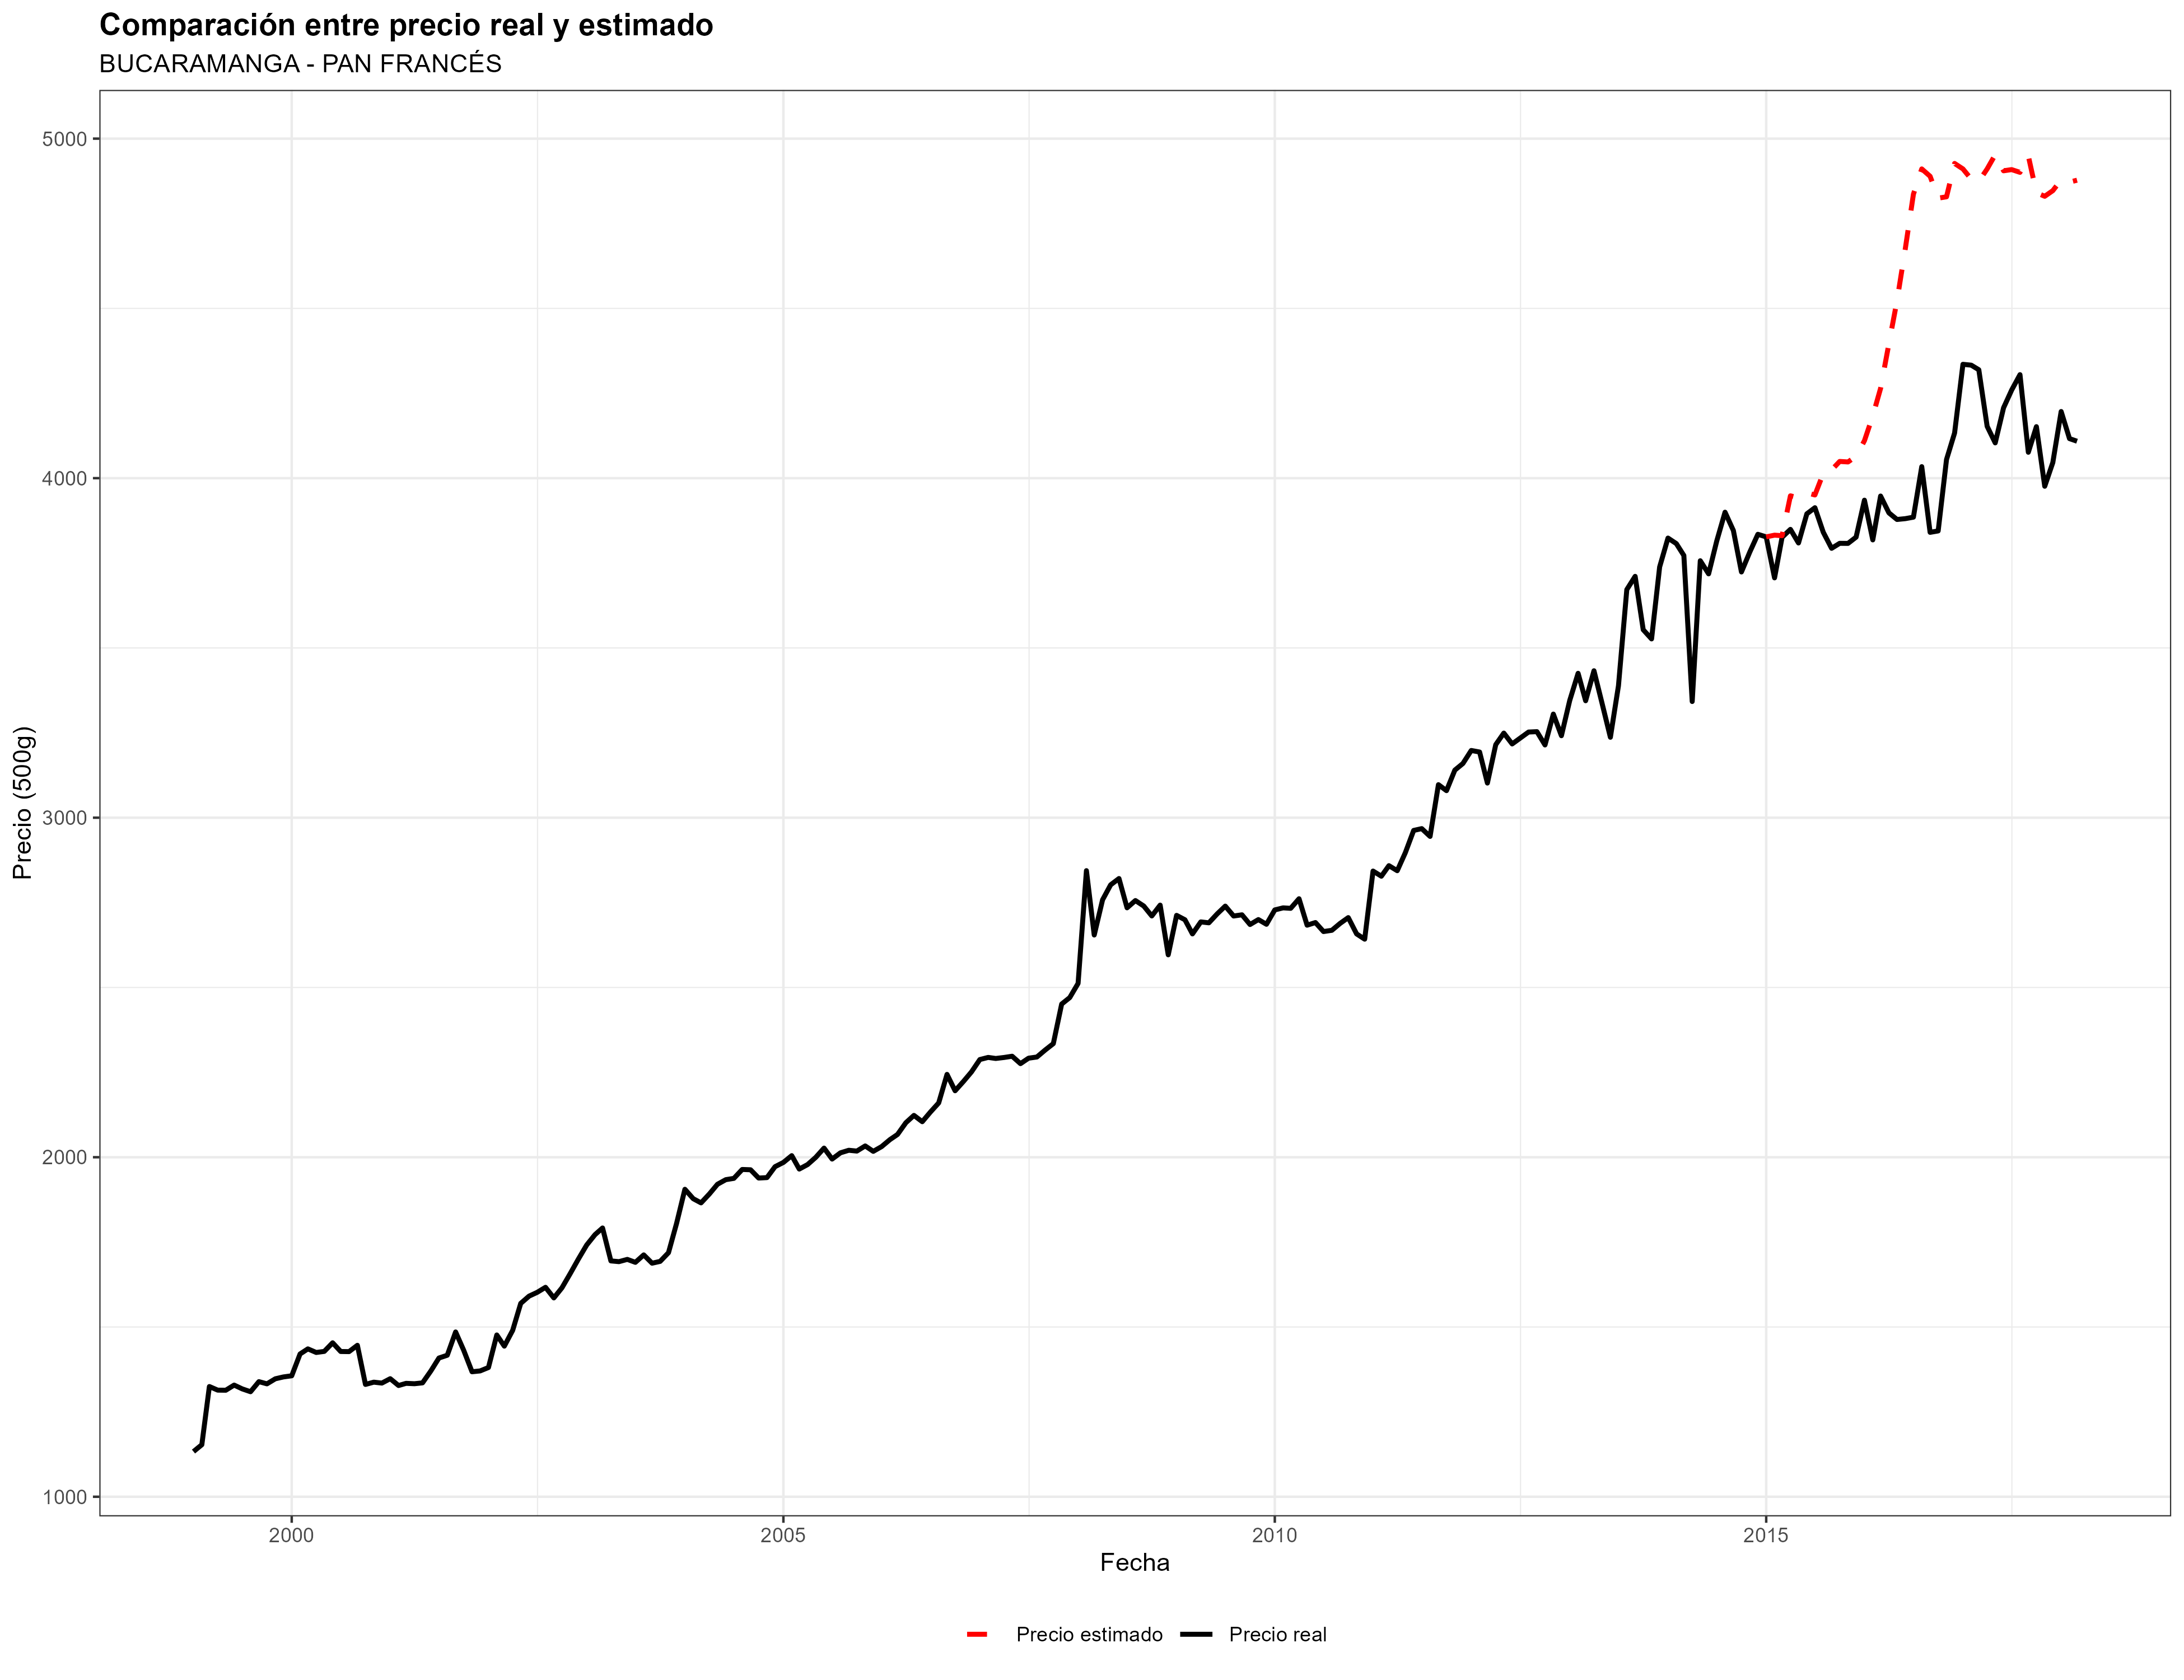 Comparación entre precio real y estimado
BUCARAMANGA - PAN FRANCÉS
Precio (500g)
5000
4000
3000
2000
1000
2000
2005
2010
2015
Fecha
Precio estimado
Precio real